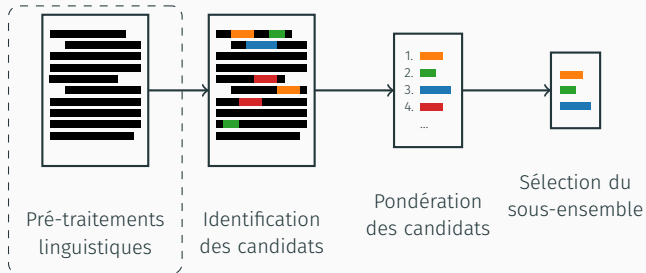 1.
2.
3.
4.
...
Pré-traitements
linguistiques
Identification
des candidats
Pondération
des candidats
Sélection du
sous-ensemble